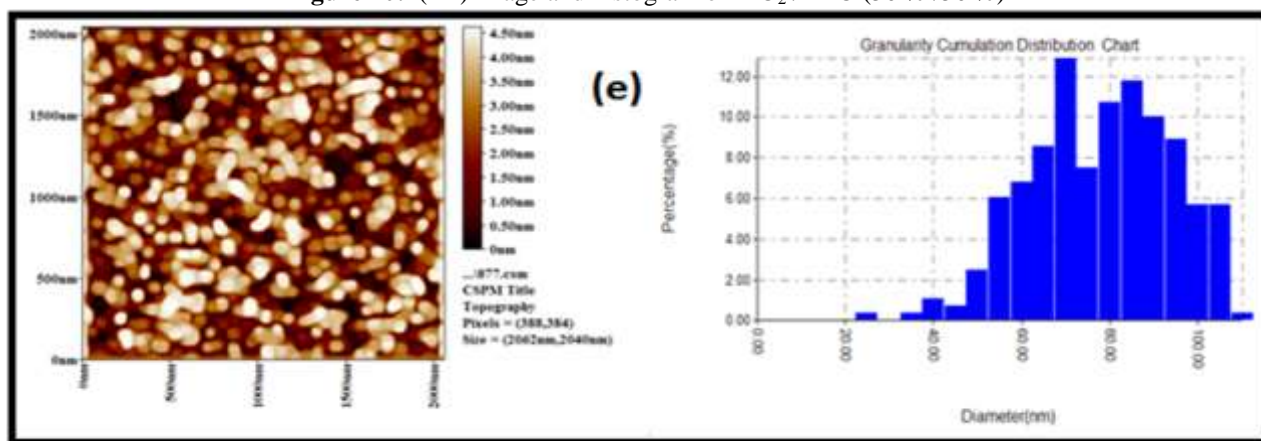 2000nm
1500nm
1000nm
500nm
0nm
0nm
500nm
1000nm
1500nm
2000nm
4.50nm
4.00nm
3.50nm
3.00nm
2.50nm
2.00nm
1.50nm
1.00nm
0.50nm
0nm
...\077.csm
CSPM Title
Topography
Pixels = (388,384)
Size = (2062nm,2040nm)
(e)
Granularity Cumulation Distribution Chart
Percentage(%)
12.00
10.00
8.00
6.00
4.00
2.00
0.00
0.00
20.00
40.00
60.00
80.00
100.00
Diameter(nm)